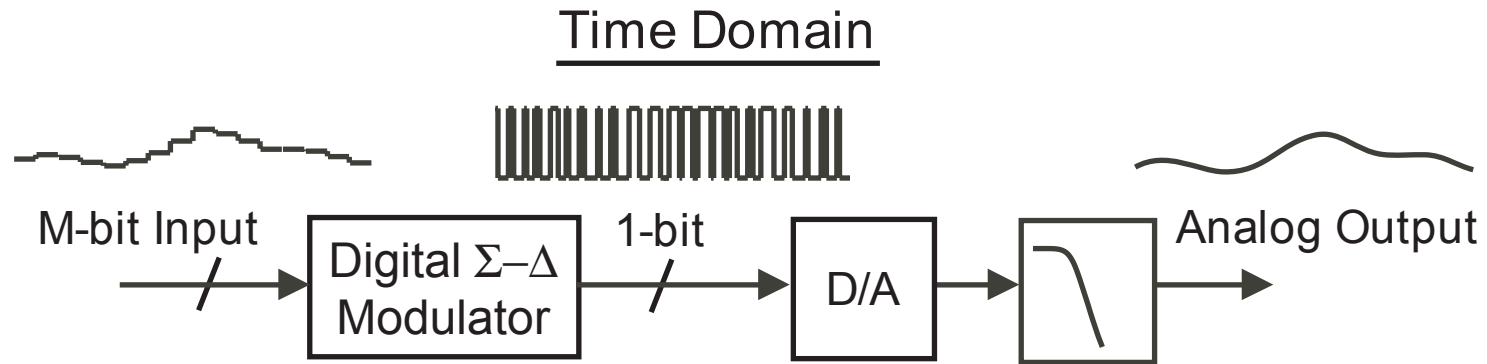 Time Domain
M-bit Input
Digital Σ–Δ
Modulator
1-bit
D/A
Analog Output